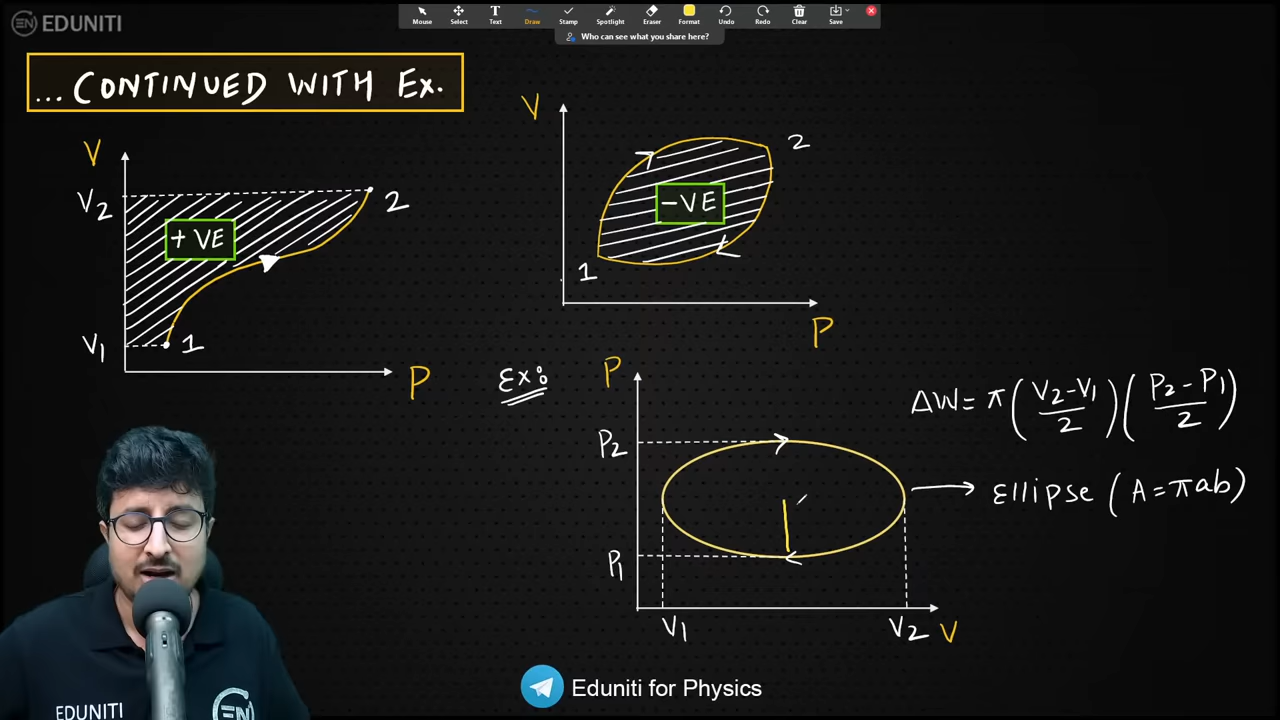 EDUNITI
Mouse Select Text Draw Stamp Spotlight Eraser Format Undo Redo Clear Save
Who can see what you share here?
... CONTINUED WITH Ex.
V
V2
+VE
2
V1
1
P
V
2
-VE
1
P
Ex:
P
P2
P1
V1
V2
V
ΔW = π (V2-V1/2) (P2-P1/2)
Ellipse (A = πab)
EDUNITI
EN
Eduniti for Physics